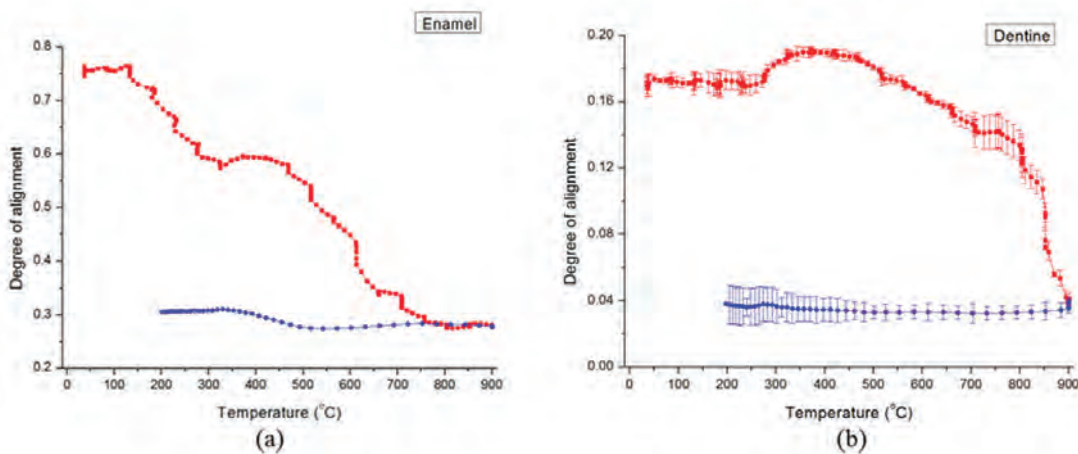 Enamel
0.8
0.7
0.6
0.5
0.4
0.3
0.2
Degree of alignment
0 100 200 300 400 500 600 700 800 900
Temperature (°C)
(a)
Dentine
0.20
0.16
0.12
0.08
0.04
0.00
Degree of alignment
0 100 200 300 400 500 600 700 800 900
Temperature (°C)
(b)